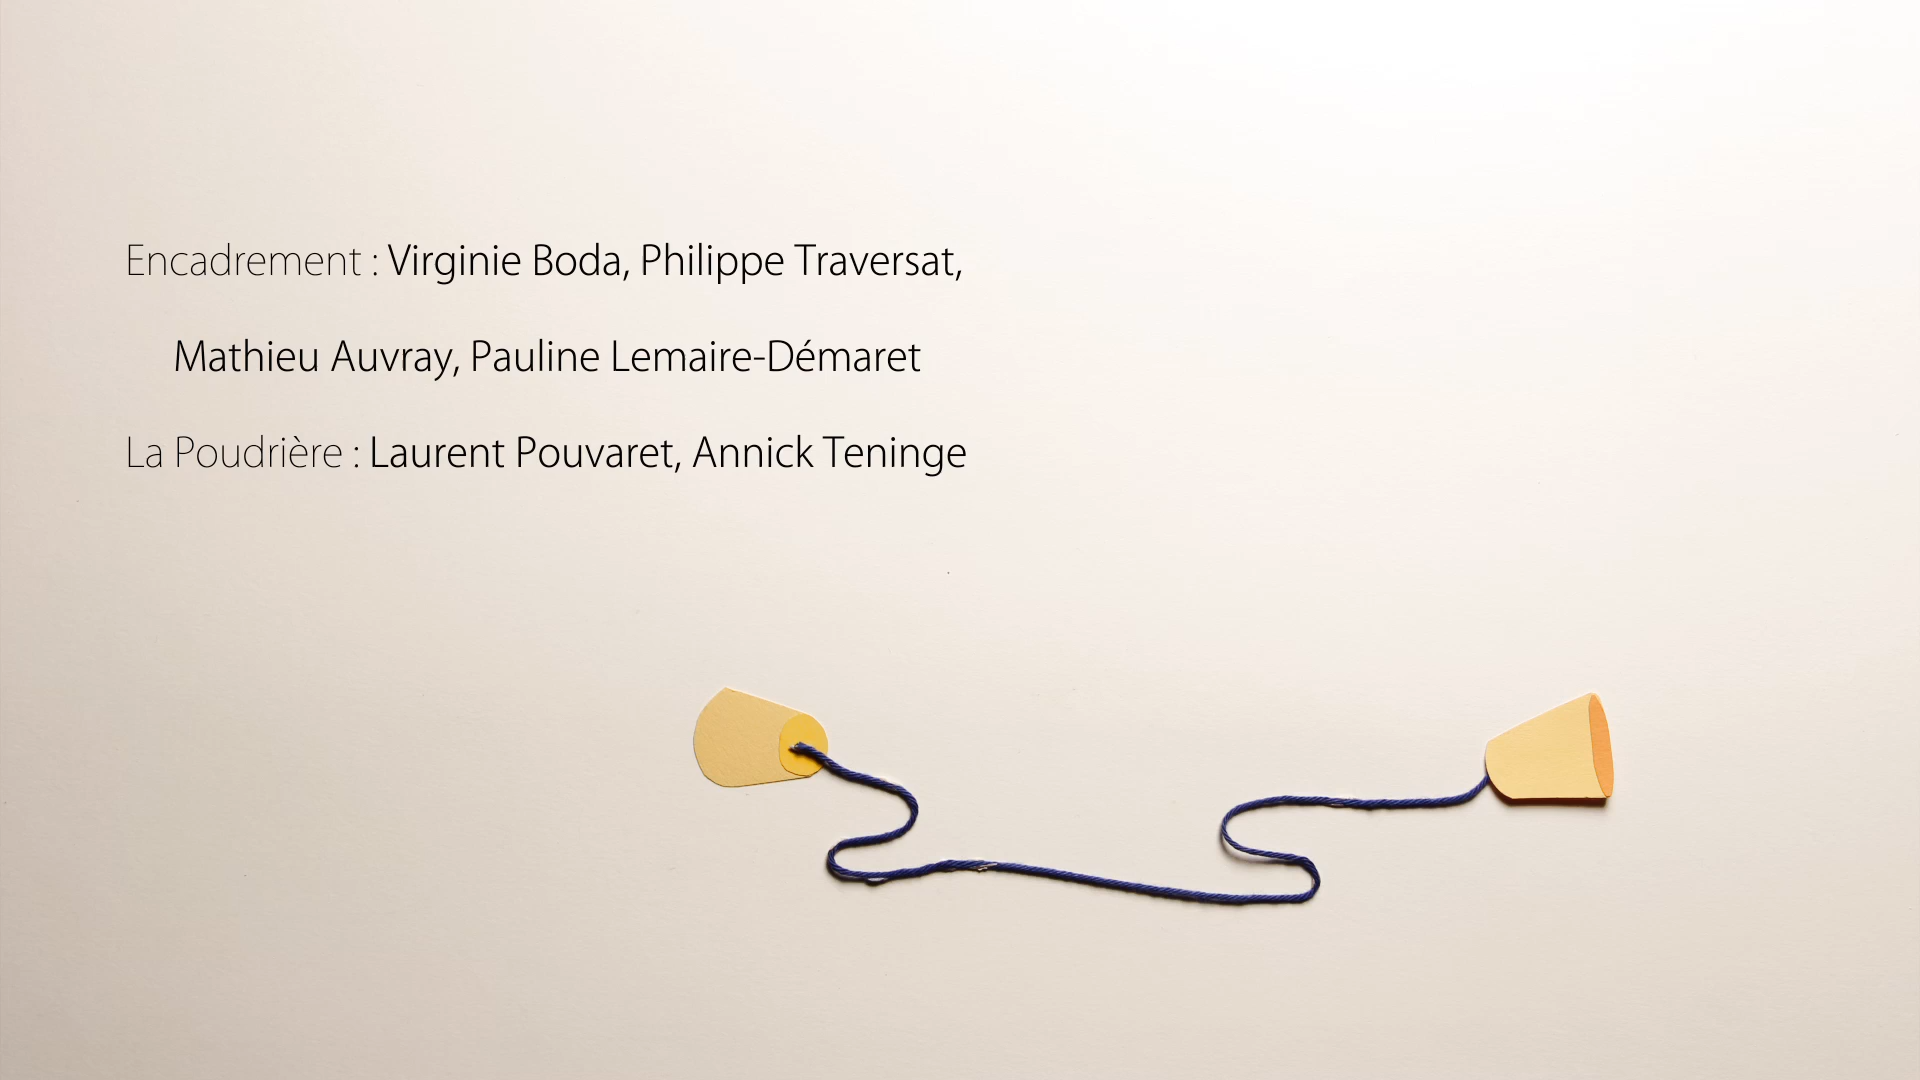 Encadrement : Virginie Boda, Philippe Traversat,
Mathieu Auvray, Pauline Lemaire-Démaret
La Poudrière : Laurent Pouvaret, Annick Teninge